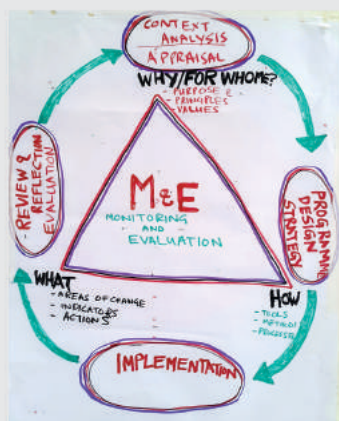 CONTEXT
ANALYSIS
APPRAISAL
WHY/FOR WHOME?
- PURPOSE &
- PRINCIPLES
- VALUES
PROGRAMME
DESIGN
STRATEGY
HOW
- TOOLS
- METHODS
- PROCESSES
IMPLEMENTATION
WHAT
- AREAS OF CHANGE
- INDICATORS
- ACTIONS
REVIEW &
REFLECTION
EVALUATION
M&E
MONITORING
AND
EVALUATION